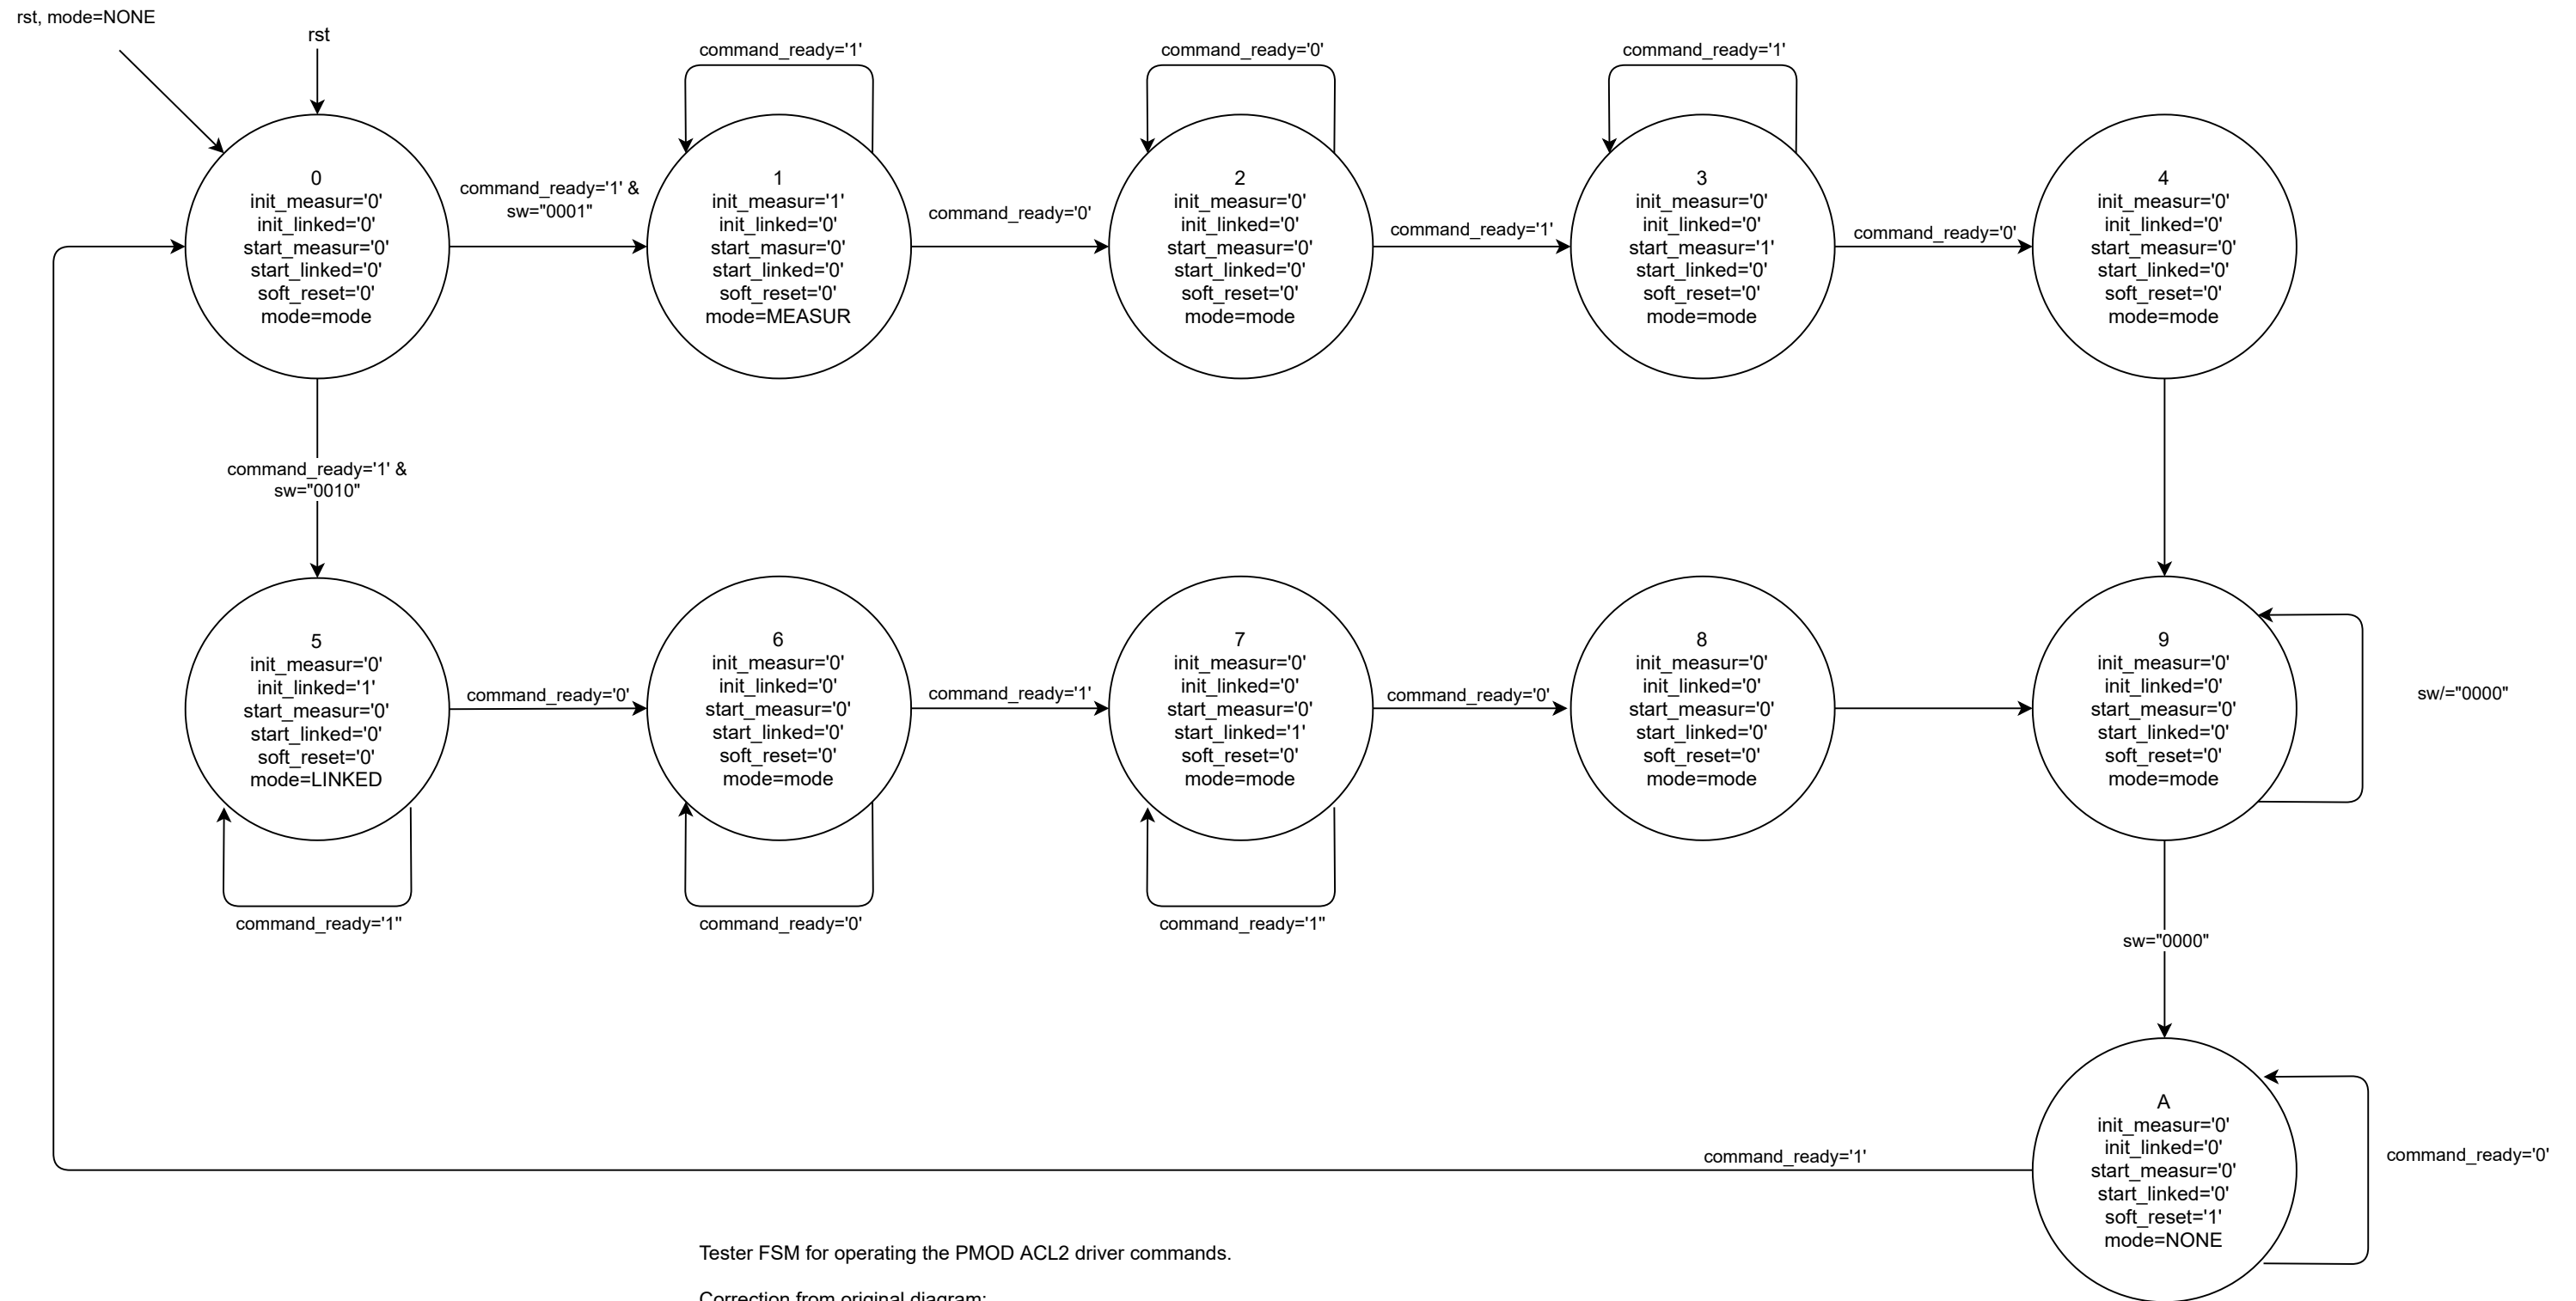 rst, mode=NONE
rst
command_ready='1'
command_ready='0'
command_ready='1'
0
init_measur='0'
init_linked='0'
start_measur='0'
start_linked='0'
soft_reset='0'
mode=mode
command_ready='1' &
sw="0001"
1
init_measur='1'
init_linked='0'
start_masur='0'
start_linked='0'
soft_reset='0'
mode=MEASUR
command_ready='0'
2
init_measur='0'
init_linked='0'
start_measur='0'
start_linked='0'
soft_reset='0'
mode=mode
command_ready='1'
3
init_measur='0'
init_linked='0'
start_measur='1'
start_linked='0'
soft_reset='0'
mode=mode
command_ready='0'
4
init_measur='0'
init_linked='0'
start_measur='0'
start_linked='0'
soft_reset='0'
mode=mode
command_ready='1' &
sw="0010"
5
init_measur='0'
init_linked='1'
start_measur='0'
start_linked='0'
soft_reset='0'
mode=LINKED
command_ready='0'
6
init_measur='0'
init_linked='0'
start_measur='0'
start_linked='0'
soft_reset='0'
mode=mode
command_ready='1'
7
init_measur='0'
init_linked='0'
start_measur='0'
start_linked='1'
soft_reset='0'
mode=mode
command_ready='0'
8
init_measur='0'
init_linked='0'
start_measur='0'
start_linked='0'
soft_reset='0'
mode=mode
9
init_measur='0'
init_linked='0'
start_measur='0'
start_linked='0'
soft_reset='0'
mode=mode
sw/="0000"
command_ready='1''
command_ready='0'
command_ready='1''
sw="0000"
A
init_measur='0'
init_linked='0'
start_measur='0'
start_linked='0'
soft_reset='1'
mode=NONE
command_ready='0'
command_ready='1'
Tester FSM for operating the PMOD ACL2 driver commands.
Correction from original diagram: